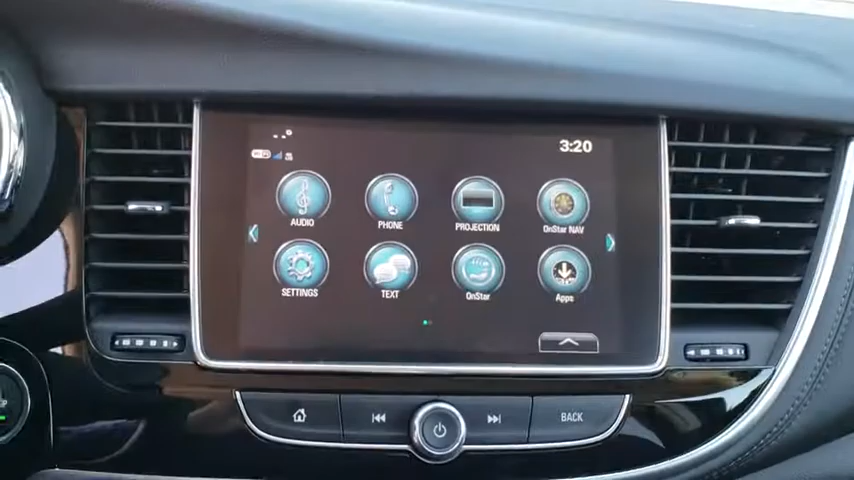 3:20
AUDIO PHONE PROJECTION OnStar NAV
SETTINGS TEXT OnStar Apps
BACK